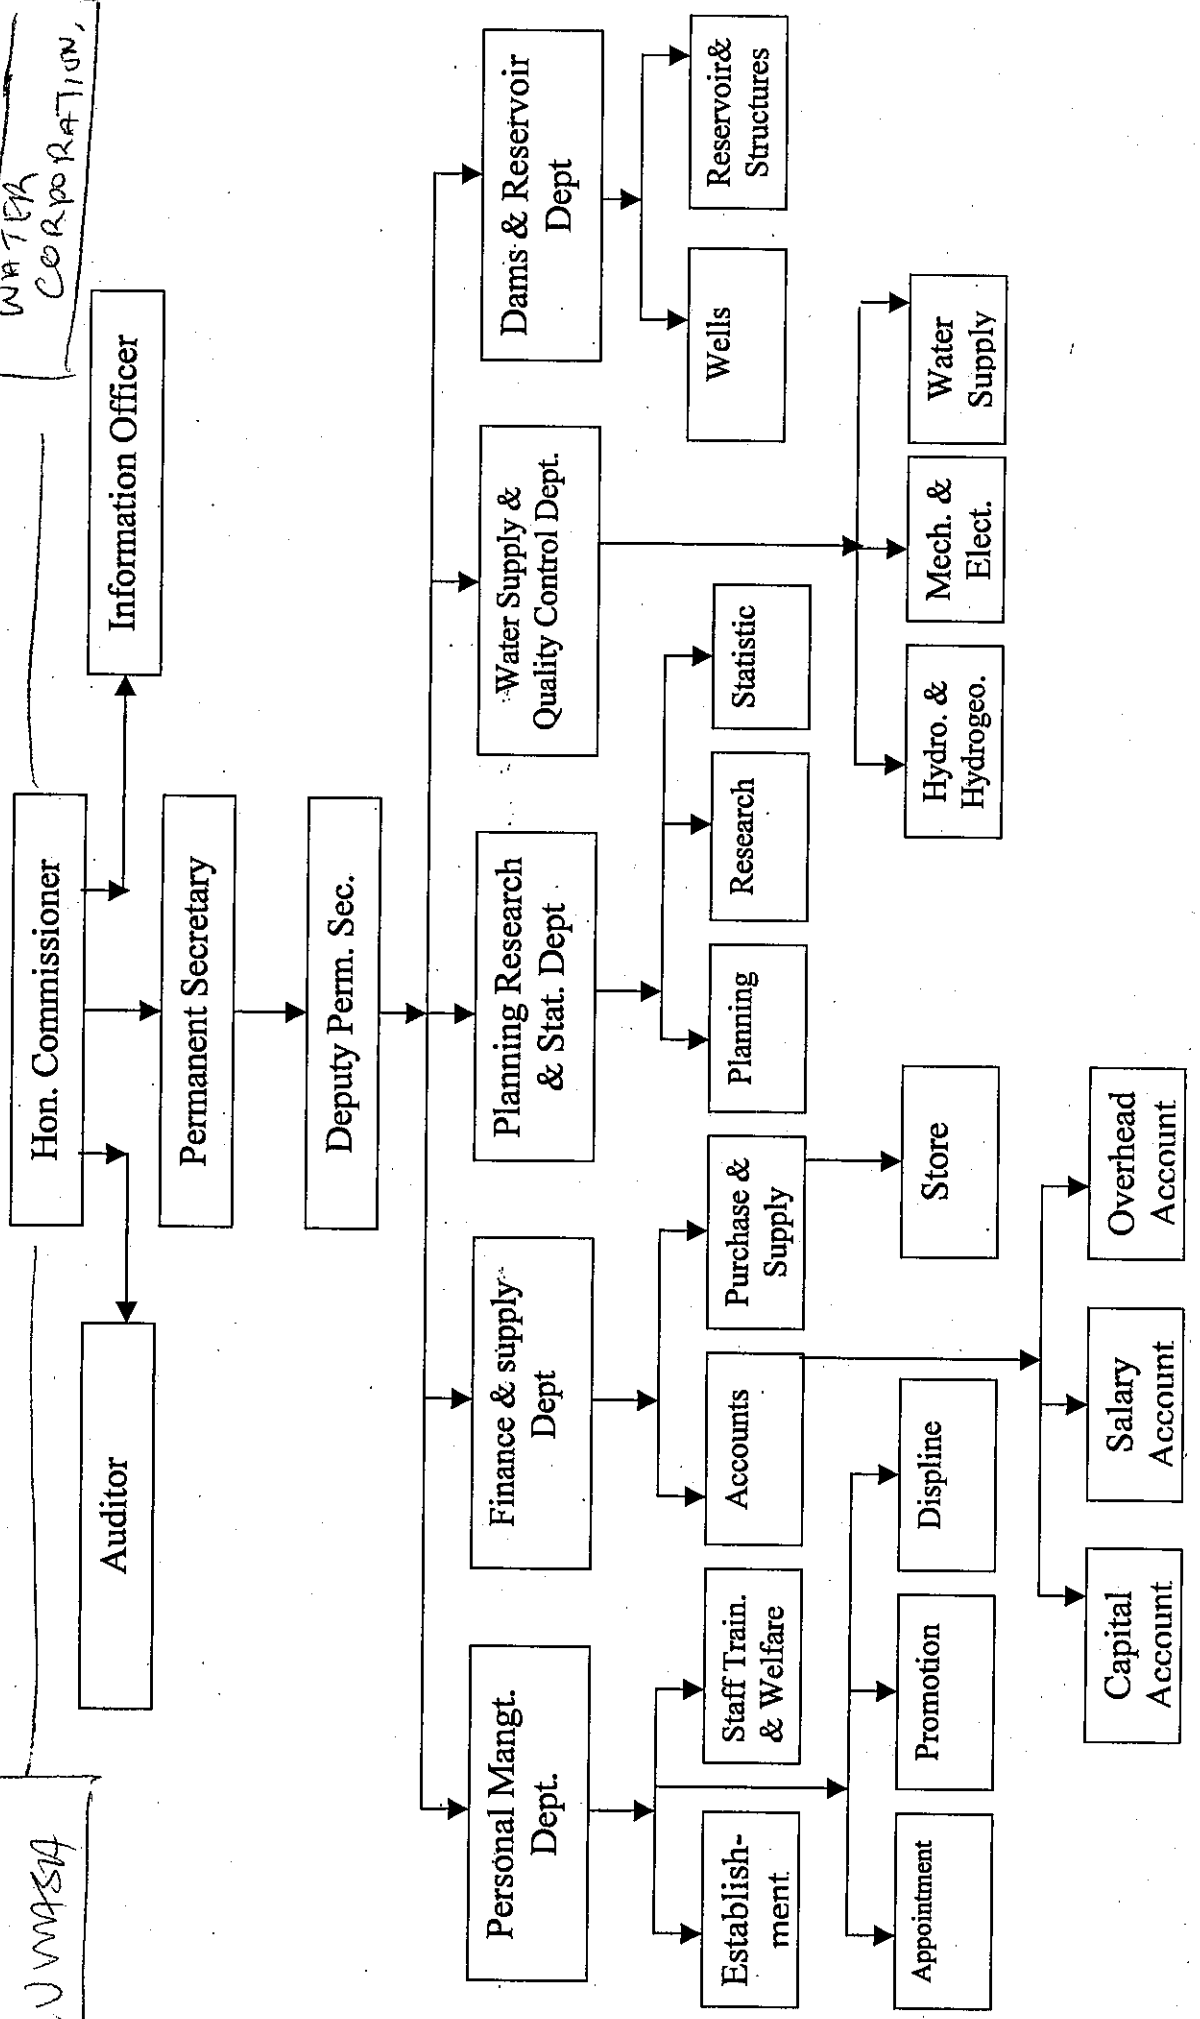 WATER
CORPORATION,
Hon. Commissioner
Auditor
Information Officer
Permanent Secretary
Deputy Perm. Sec.
Personal Mangt.
Dept.
Finance & supply
Dept
Planning Research
& Stat. Dept
Water Supply &
Quality Control Dept.
Dams & Reservoir
Dept
Establish-
ment
Staff Train.
& Welfare
Accounts
Purchase &
Supply
Planning
Research
Statistic
Wells
Reservoir&
Structures
Appointment
Promotion
Displine
Store
Hydro. &
Hydrogeo.
Mech. &
Elect.
Water
Supply
Capital
Account
Salary
Account
Overhead
Account